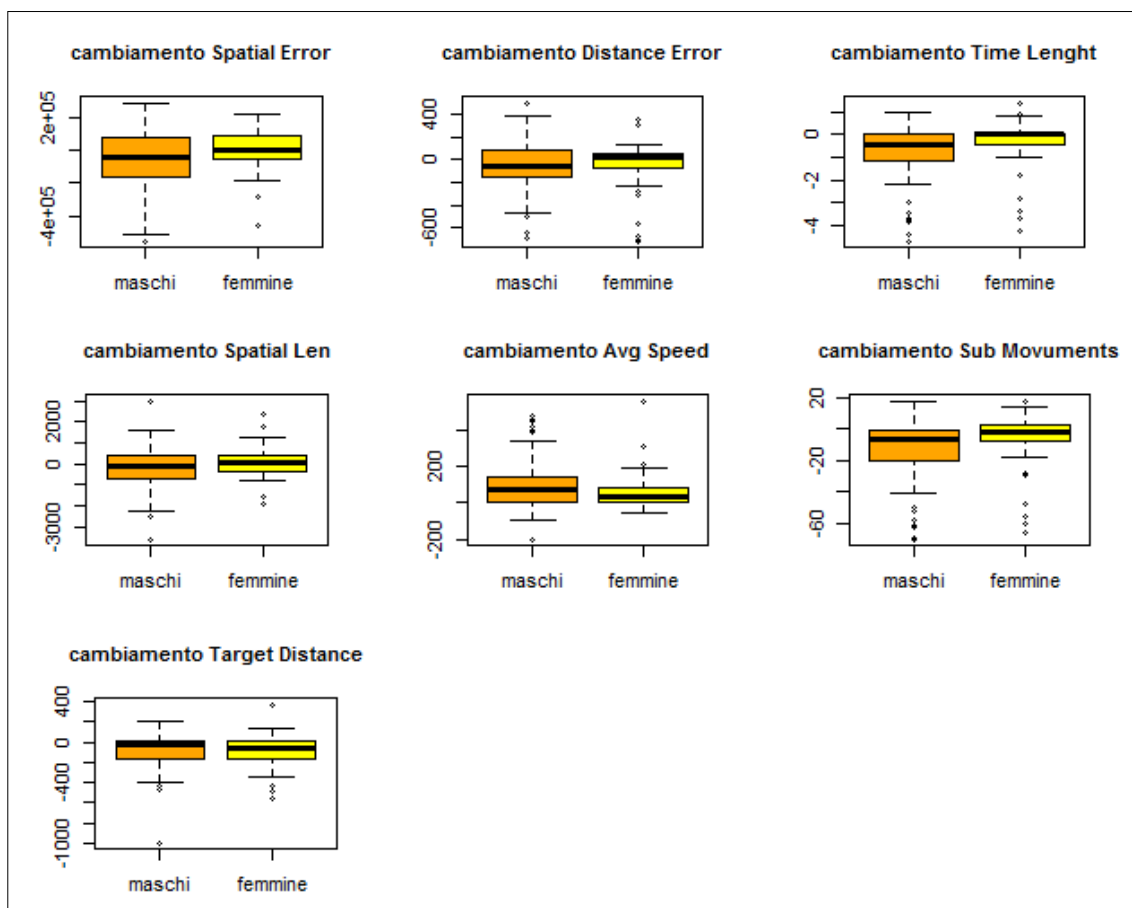 cambiamento Spatial Error
2e+05
-4e+05
maschi femmine
cambiamento Distance Error
400
0
-600
maschi femmine
cambiamento Time Lenght
0
-2
-4
maschi femmine
cambiamento Spatial Len
2000
0
-3000
maschi femmine
cambiamento Avg Speed
200
-200
maschi femmine
cambiamento Sub Movuments
20
-20
-60
maschi femmine
cambiamento Target Distance
400
0
-400
-1000
maschi femmine